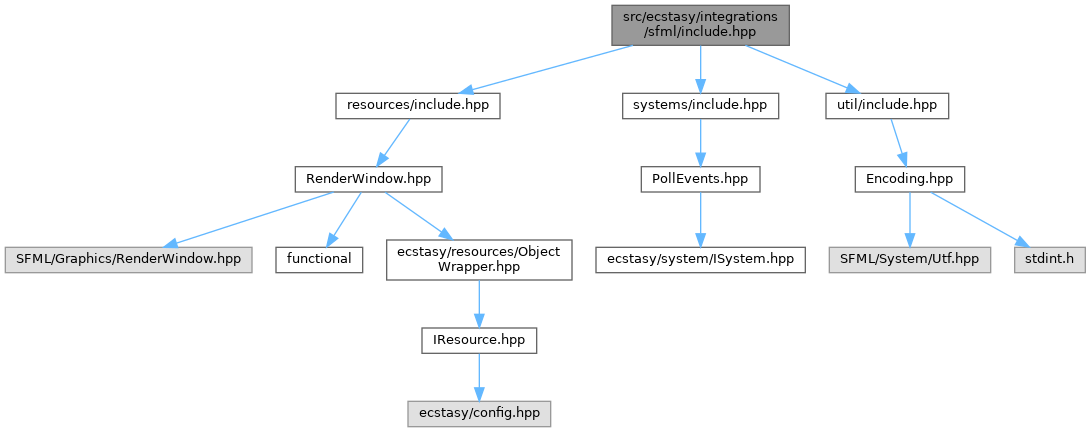 src/ecstasy/integrations
/sfml/include.hpp
resources/include.hpp
systems/include.hpp
util/include.hpp
RenderWindow.hpp
PollEvents.hpp
Encoding.hpp
SFML/Graphics/RenderWindow.hpp
functional
ecstasy/resources/Object
Wrapper.hpp
ecstasy/system/ISystem.hpp
SFML/System/Utf.hpp
stdint.h
IResource.hpp
ecstasy/config.hpp